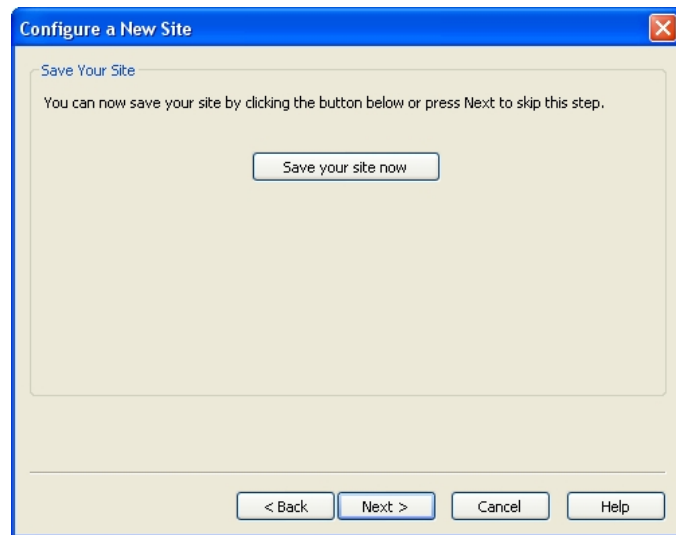 Configure a New Site
Save Your Site
You can now save your site by clicking the button below or press Next to skip this step.
Save your site now
< Back Next > Cancel Help